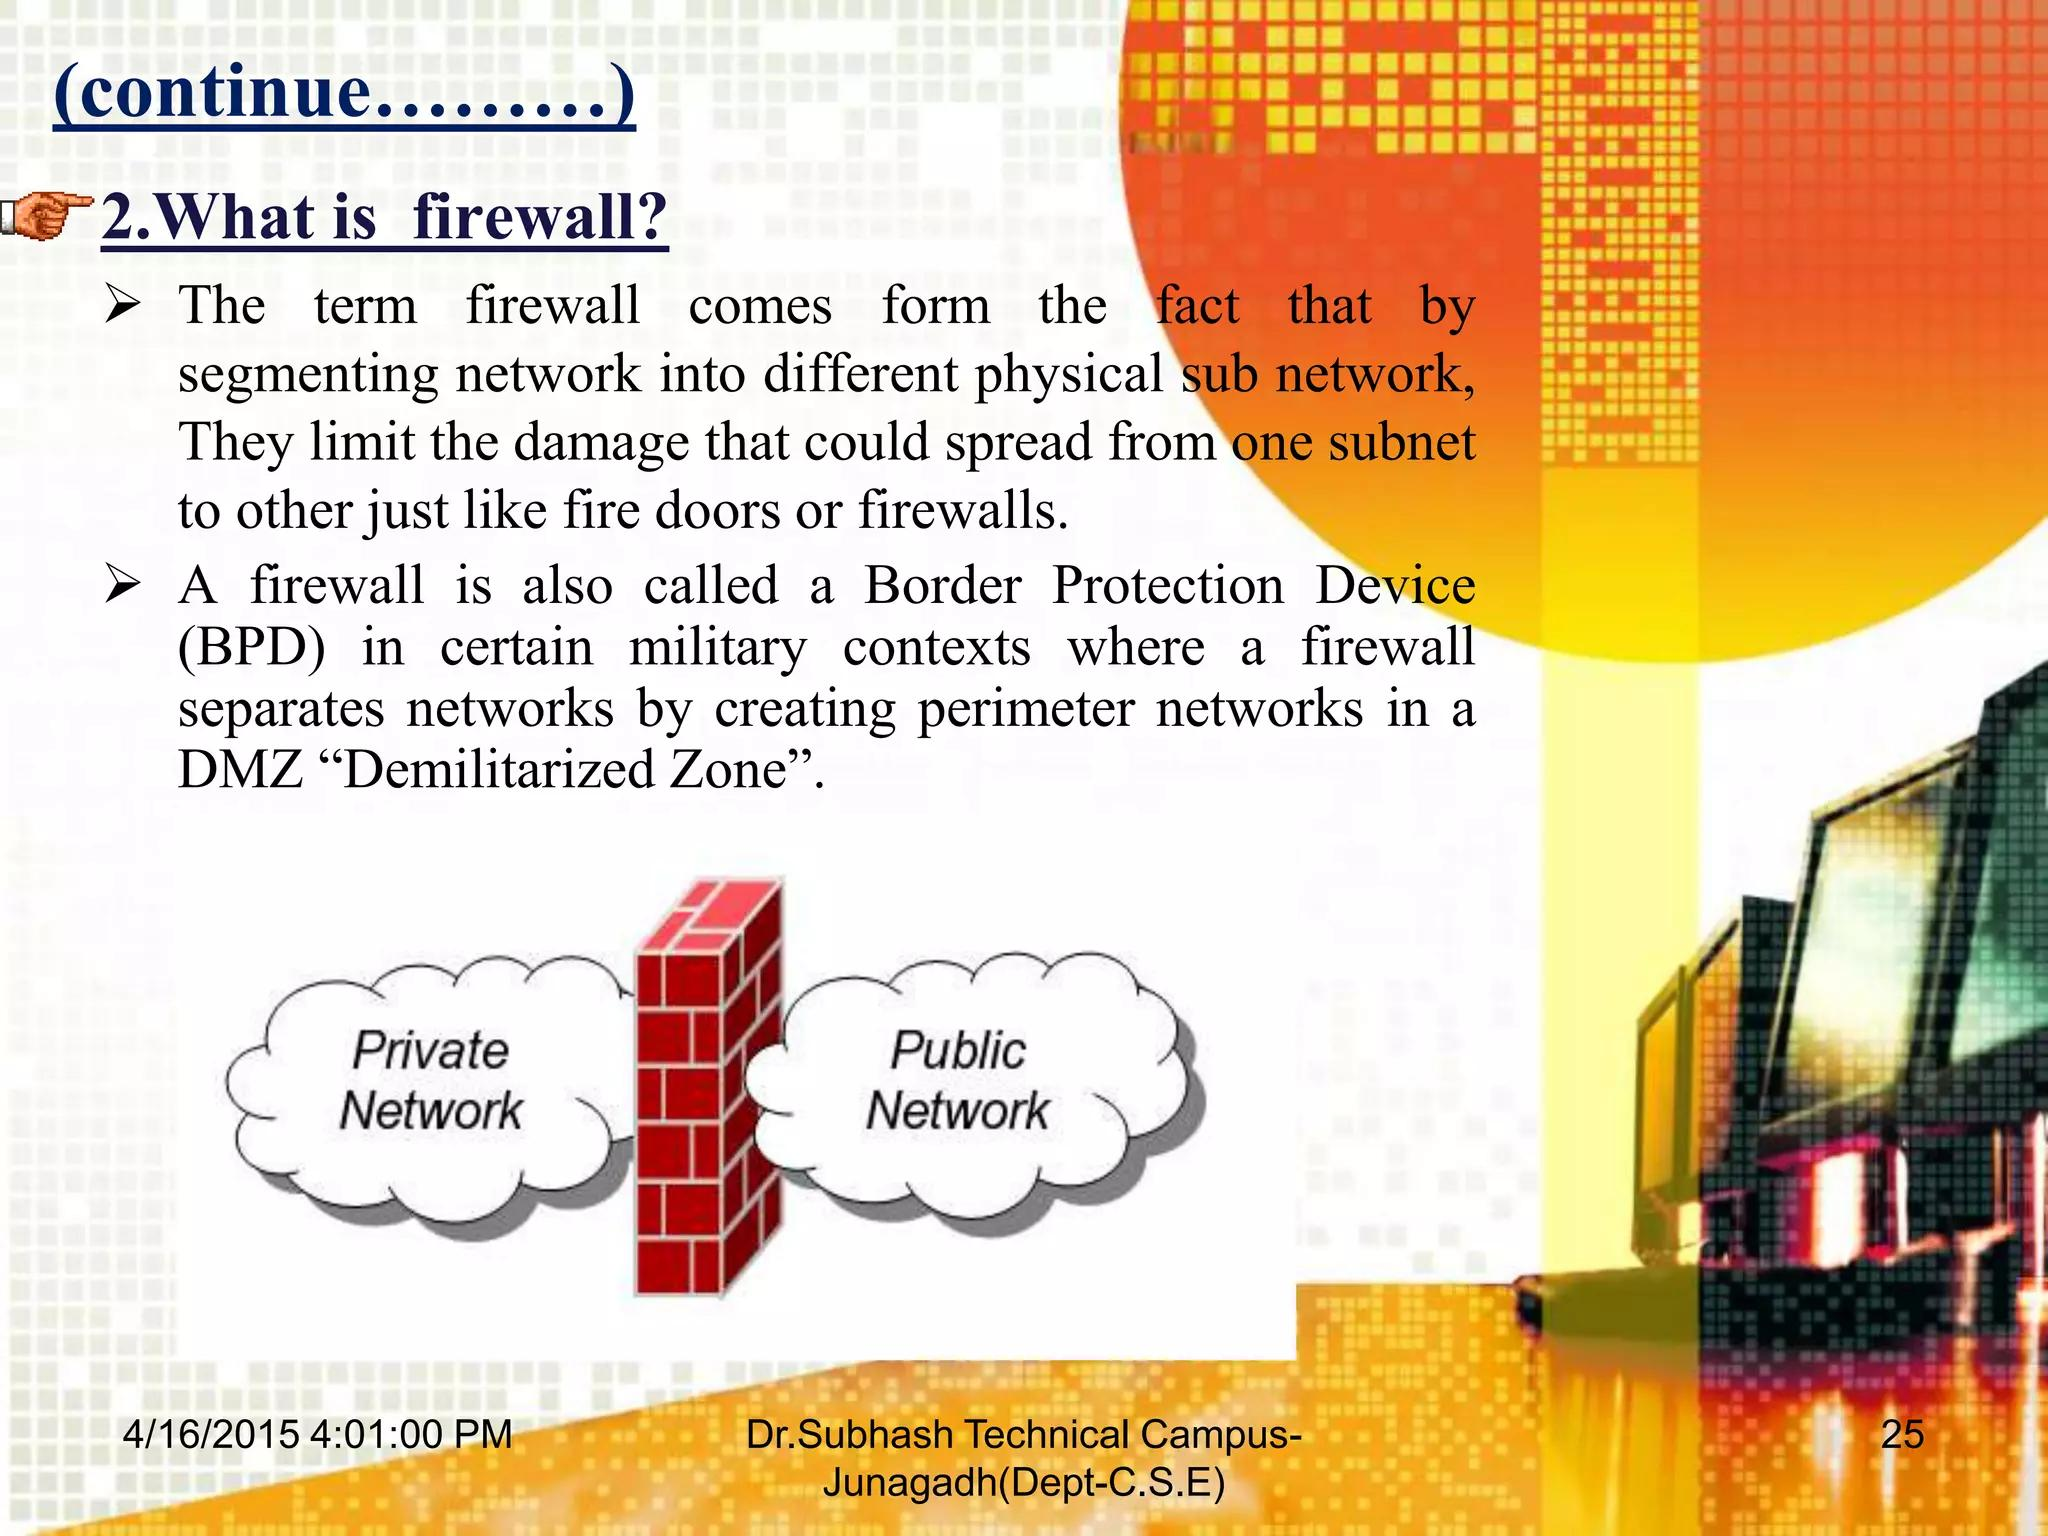 (continue………)
2.What is  firewall?
➢ The term firewall comes form the fact that by
segmenting network into different physical sub network,
They limit the damage that could spread from one subnet
to other just like fire doors or firewalls.
➢ A firewall is also called a Border Protection Device
(BPD) in certain military contexts where a firewall
separates networks by creating perimeter networks in a
DMZ “Demilitarized Zone”.
Private
Network
Public
Network
4/16/2015 4:01:00 PM
Dr.Subhash Technical Campus-
Junagadh(Dept-C.S.E)
25